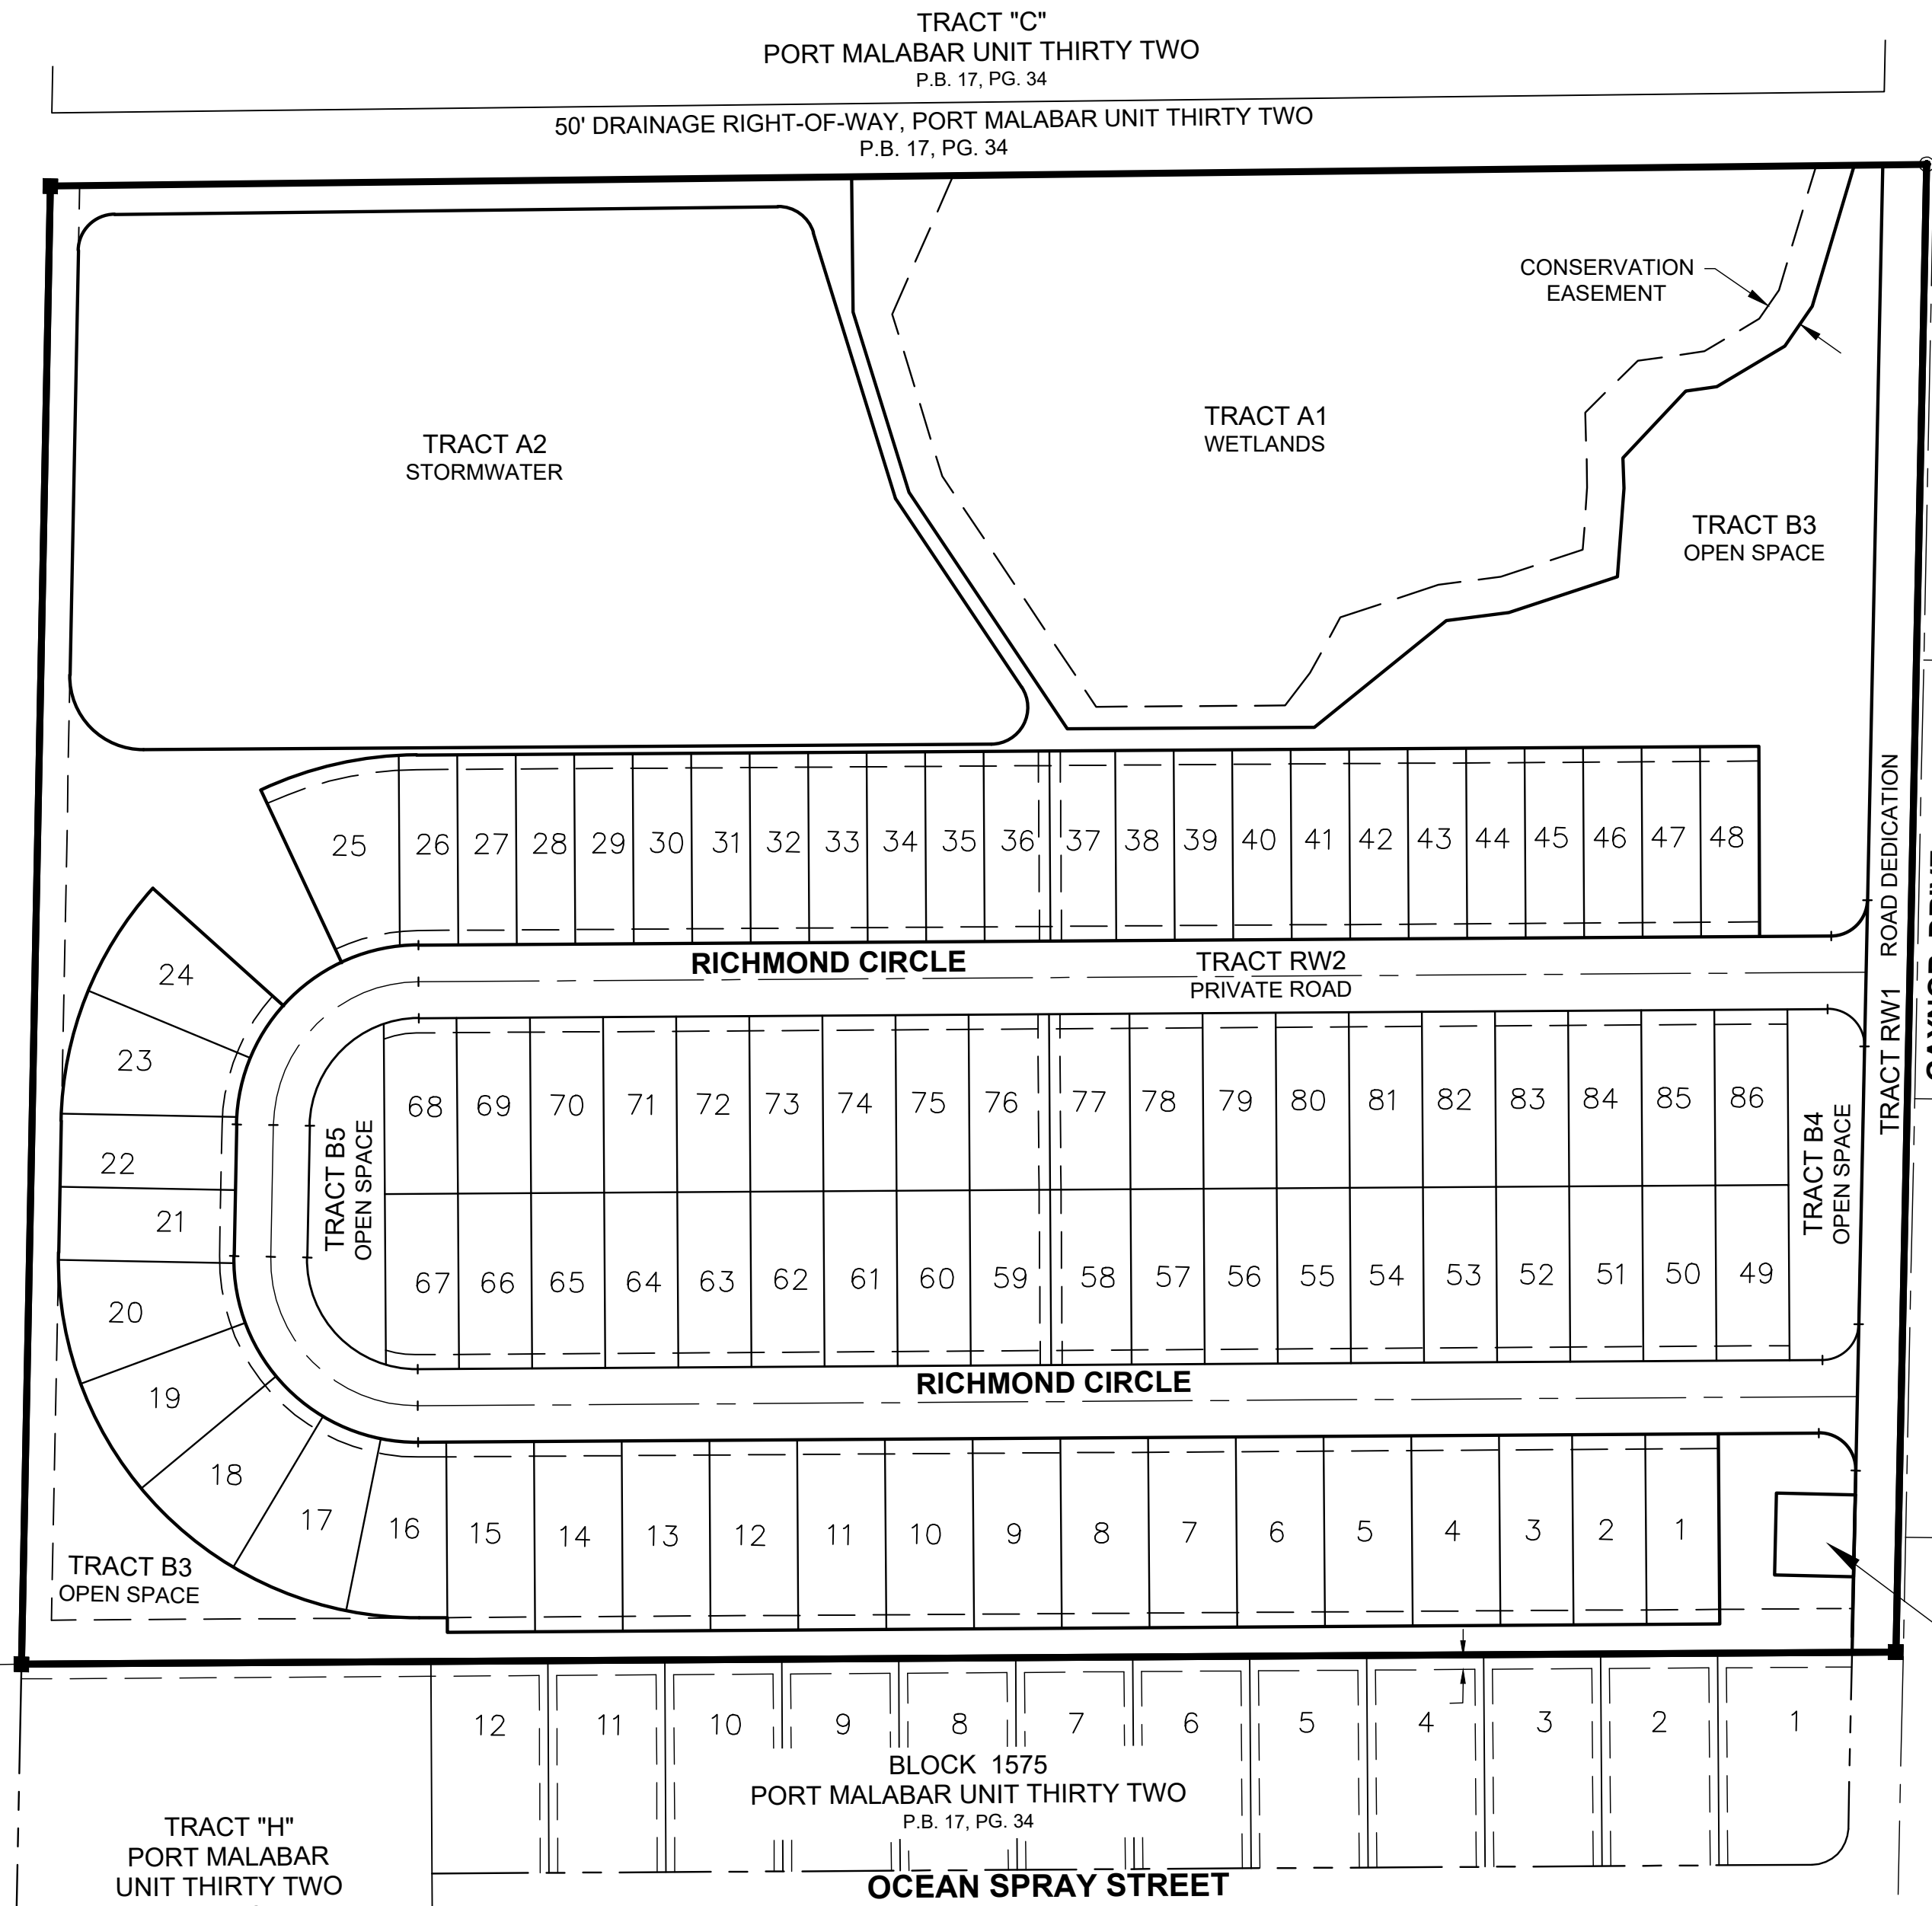 TRACT "C"
PORT MALABAR UNIT THIRTY TWO
P.B. 17, PG. 34
50' DRAINAGE RIGHT-OF-WAY, PORT MALABAR UNIT THIRTY TWO
P.B. 17, PG. 34
CONSERVATION
EASEMENT
TRACT A2
STORMWATER
TRACT A1
WETLANDS
TRACT B3
OPEN SPACE
25 26 27 28 29 30 31 32 33 34 35 36 37 38 39 40 41 42 43 44 45 46 47 48
TRACT RW1 ROAD DEDICATION
RICHMOND CIRCLE
TRACT RW2
PRIVATE ROAD
24
23
22
21
20
19
18
17
16
TRACT B5
OPEN SPACE
68 69 70 71 72 73 74 75 76 77 78 79 80 81 82 83 84 85 86
67 66 65 64 63 62 61 60 59 58 57 56 55 54 53 52 51 50 49
TRACT B4
OPEN SPACE
RICHMOND CIRCLE
15 14 13 12 11 10 9 8 7 6 5 4 3 2 1
TRACT B3
OPEN SPACE
12 11 10 9 8 7 6 5 4 3 2 1
BLOCK 1575
PORT MALABAR UNIT THIRTY TWO
P.B. 17, PG. 34
TRACT "H"
PORT MALABAR
UNIT THIRTY TWO
OCEAN SPRAY STREET